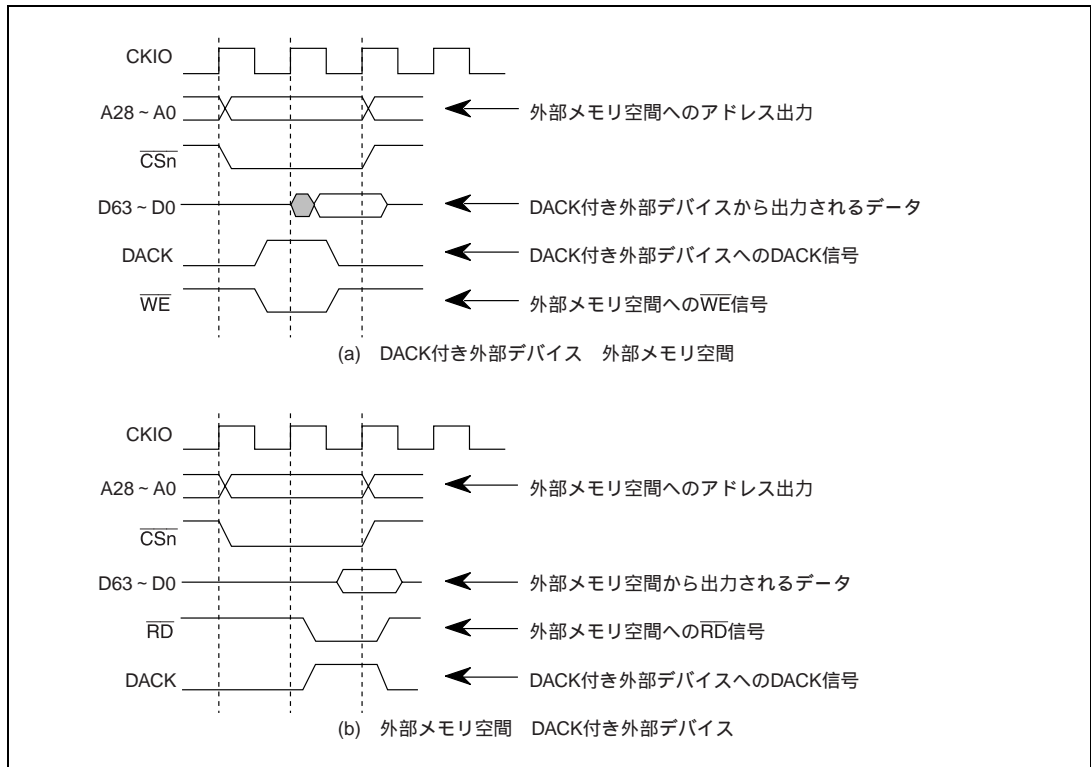 CKIO
A28 ~ A0 外部メモリ空間へのアドレス出力
C̅S̅n̅
D63 ~ D0 DACK付き外部デバイスから出力されるデータ
DACK DACK付き外部デバイスへのDACK信号
W̅E̅ 外部メモリ空間へのW̅E̅信号
(a) DACK付き外部デバイス 外部メモリ空間
CKIO
A28 ~ A0 外部メモリ空間へのアドレス出力
C̅S̅n̅
D63 ~ D0 外部メモリ空間から出力されるデータ
R̅D̅ 外部メモリ空間へのR̅D̅信号
DACK DACK付き外部デバイスへのDACK信号
(b) 外部メモリ空間 DACK付き外部デバイス